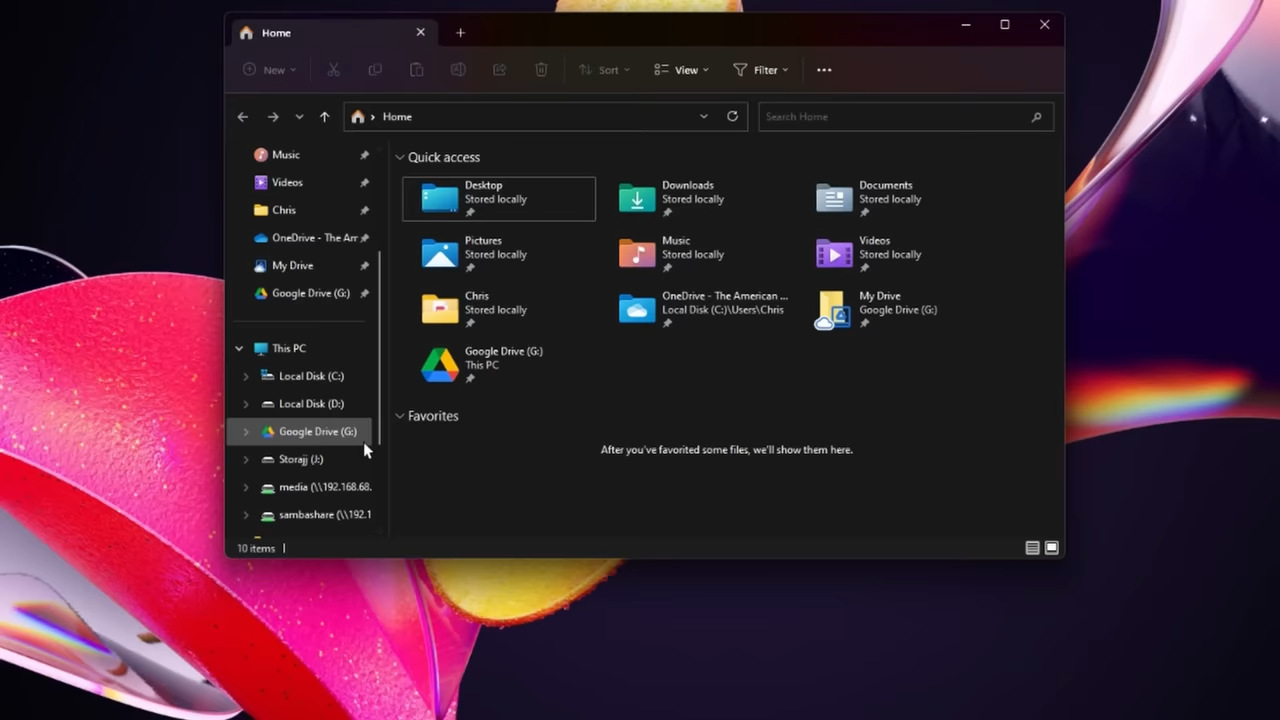 Home
New
Sort
View
Filter
Home
Search Home
Music
Videos
Chris
OneDrive - The Am
My Drive
Google Drive (G:)
This PC
Local Disk (C:)
Local Disk (D:)
Google Drive (G:)
Storajj (J:)
media (\\192.168.68.
sambashare (\\192.1
Quick access
Desktop
Stored locally
Downloads
Stored locally
Documents
Stored locally
Pictures
Stored locally
Music
Stored locally
Videos
Stored locally
Chris
Stored locally
OneDrive - The American ...
Local Disk (C:)\Users\Chris
My Drive
Google Drive (G:)
Google Drive (G:)
This PC
Favorites
After you've favorited some files, we'll show them here.
10 items